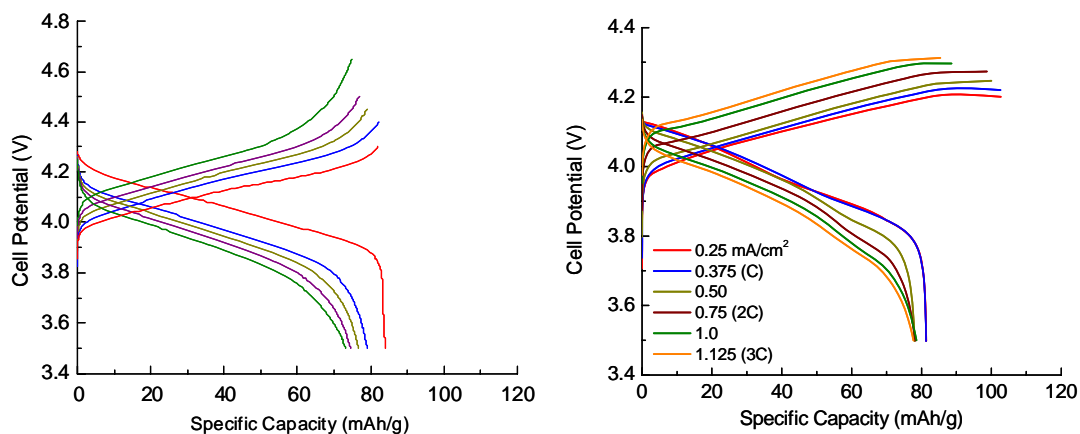 4.8
4.6
4.4
4.2
4.0
3.8
3.6
3.4
Cell Potential (V)
0 20 40 60 80 100 120
Specific Capacity (mAh/g)
4.4
4.2
4.0
3.8
3.6
3.4
Cell Potential (V)
0.25 mA/cm²
0.375 (C)
0.50
0.75 (2C)
1.0
1.125 (3C)
0 20 40 60 80 100 120
Specific Capacity (mAh/g)